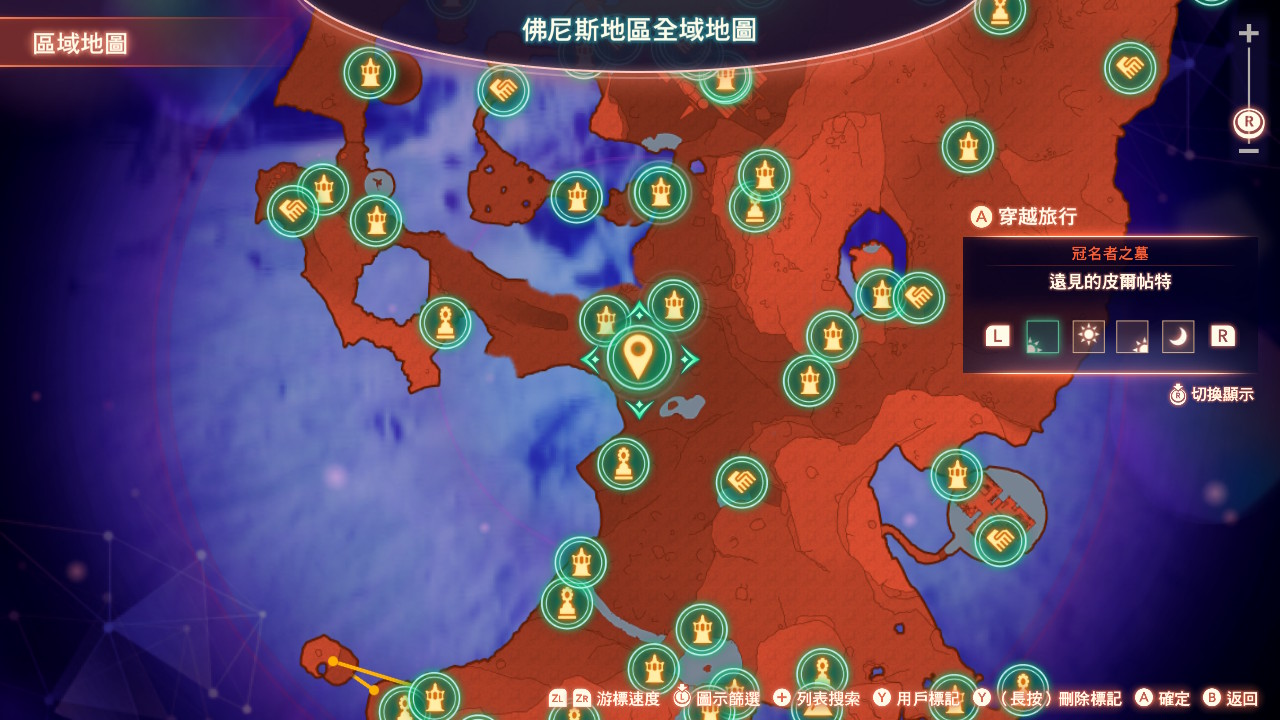 佛尼斯地區全域地圖
區域地圖
R
A 穿越旅行
冠名者之墓
遠見的皮爾帖特
L R
R 切換顯示
ZL ZR 游標速度 L 圖示篩選 + 列表搜索 Y 用戶標記 Y（長按）刪除標記 A 確定 B 返回